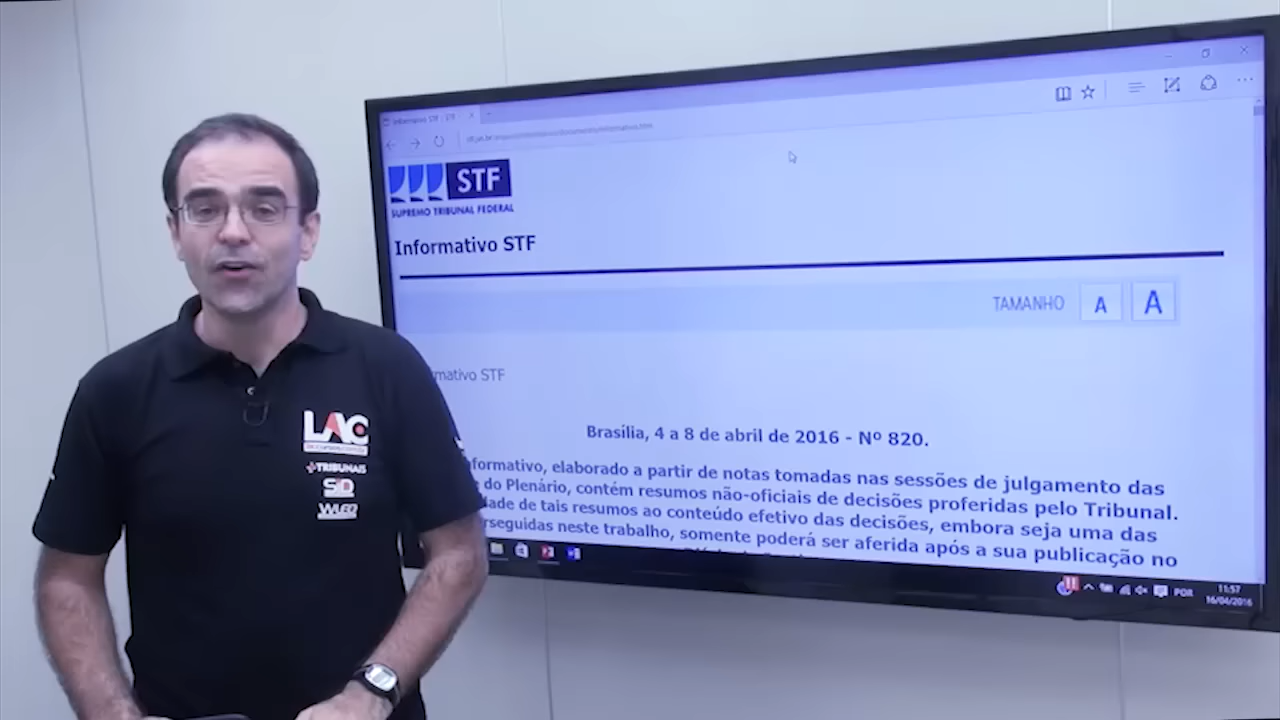 Informativo STF
STF
SUPREMO TRIBUNAL FEDERAL
Informativo STF
TAMANHO A A
mativo STF
Brasília, 4 a 8 de abril de 2016 - Nº 820.
formativo, elaborado a partir de notas tomadas nas sessões de julgamento das
do Plenário, contém resumos não-oficiais de decisões proferidas pelo Tribunal.
dade de tais resumos ao conteúdo efetivo das decisões, embora seja uma das
rseguidas neste trabalho, somente poderá ser aferida após a sua publicação no
POR
11:57
16/04/2016
LAC
+TRIBUNAIS